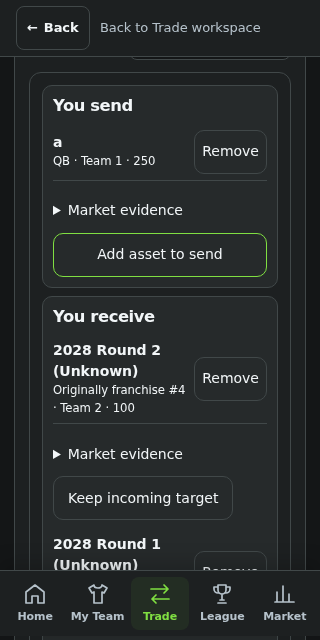 ← Back
Back to Trade workspace
You send
a
QB · Team 1 · 250
Remove
▶ Market evidence
Add asset to send
You receive
2028 Round 2
(Unknown)
Originally franchise #4
· Team 2 · 100
Remove
▶ Market evidence
Keep incoming target
2028 Round 1
(Unknown)
Remove
Home
My Team
Trade
League
Market